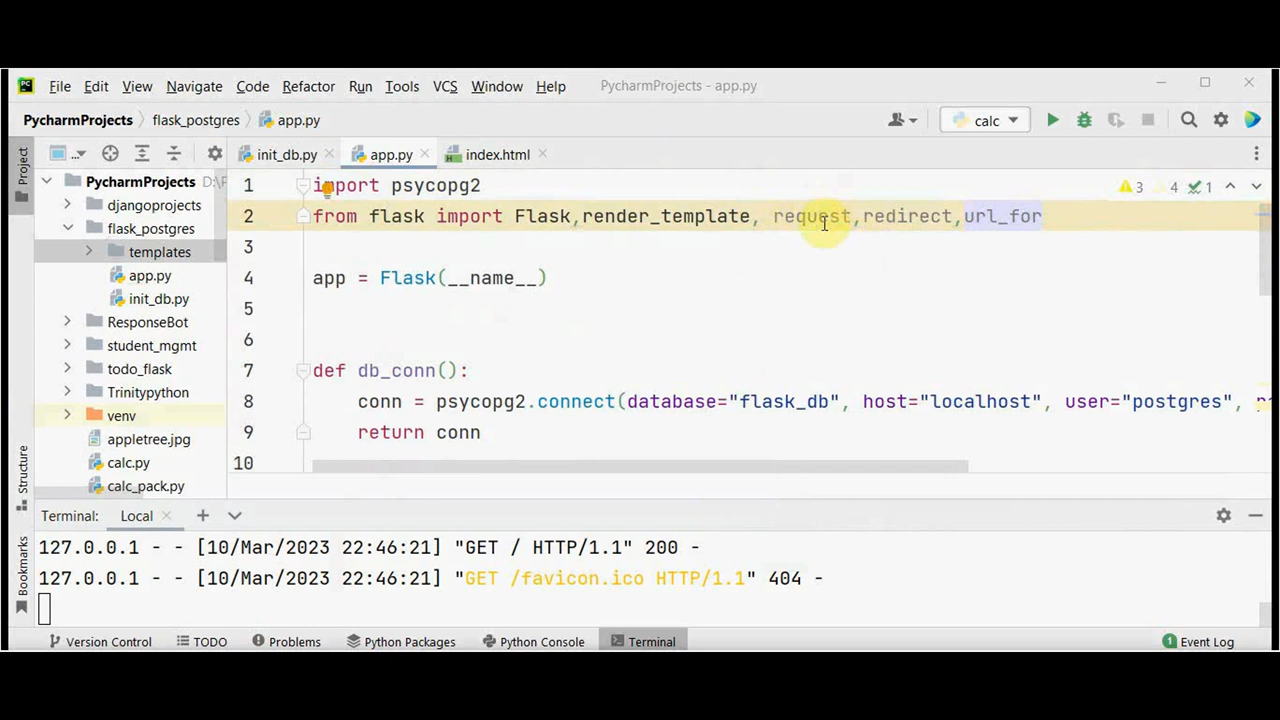 PC File Edit View Navigate Code Refactor Run Tools VCS Window Help PycharmProjects - app.py
PycharmProjects flask_postgres app.py calc
Project
... init_db.py app.py index.html
PycharmProjects D:\
djangoprojects
flask_postgres
templates
app.py
init_db.py
ResponseBot
student_mgmt
todo_flask
Trinitypython
venv
appletree.jpg
calc.py
calc_pack.py
1 import psycopg2
2 from flask import Flask,render_template, request,redirect,url_for
3
4 app = Flask(__name__)
5
6
7 def db_conn():
8 conn = psycopg2.connect(database="flask_db", host="localhost", user="postgres",
9 return conn
10
3 4 1
Structure
Bookmarks
Terminal: Local
127.0.0.1 - - [10/Mar/2023 22:46:21] "GET / HTTP/1.1" 200 -
127.0.0.1 - - [10/Mar/2023 22:46:21] "GET /favicon.ico HTTP/1.1" 404 -
Version Control TODO Problems Python Packages Python Console Terminal 1 Event Log